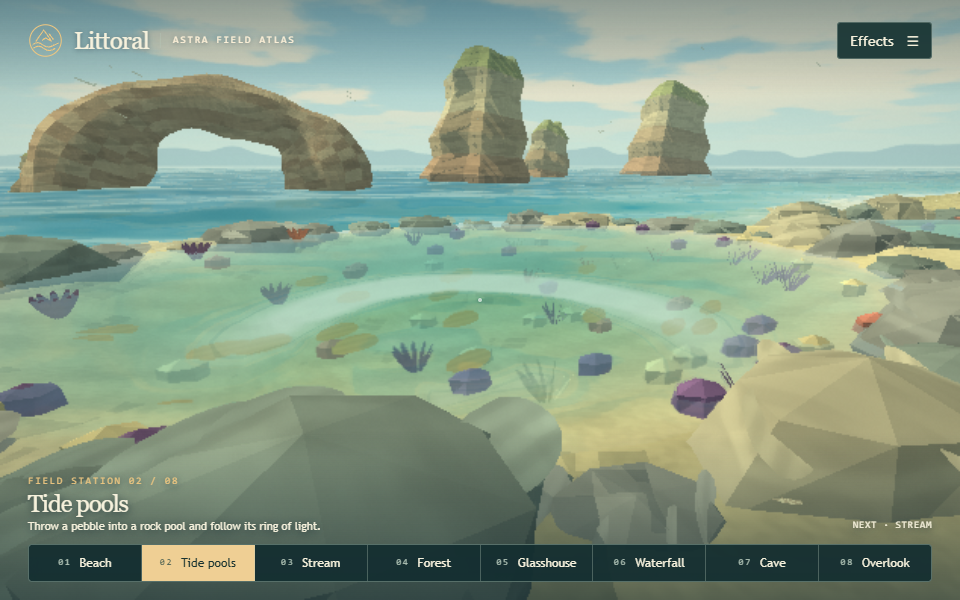 Littoral
ASTRA FIELD ATLAS
Effects
FIELD STATION 02 / 08
Tide pools
Throw a pebble into a rock pool and follow its ring of light.
NEXT · STREAM
01 Beach
02 Tide pools
03 Stream
04 Forest
05 Glasshouse
06 Waterfall
07 Cave
08 Overlook